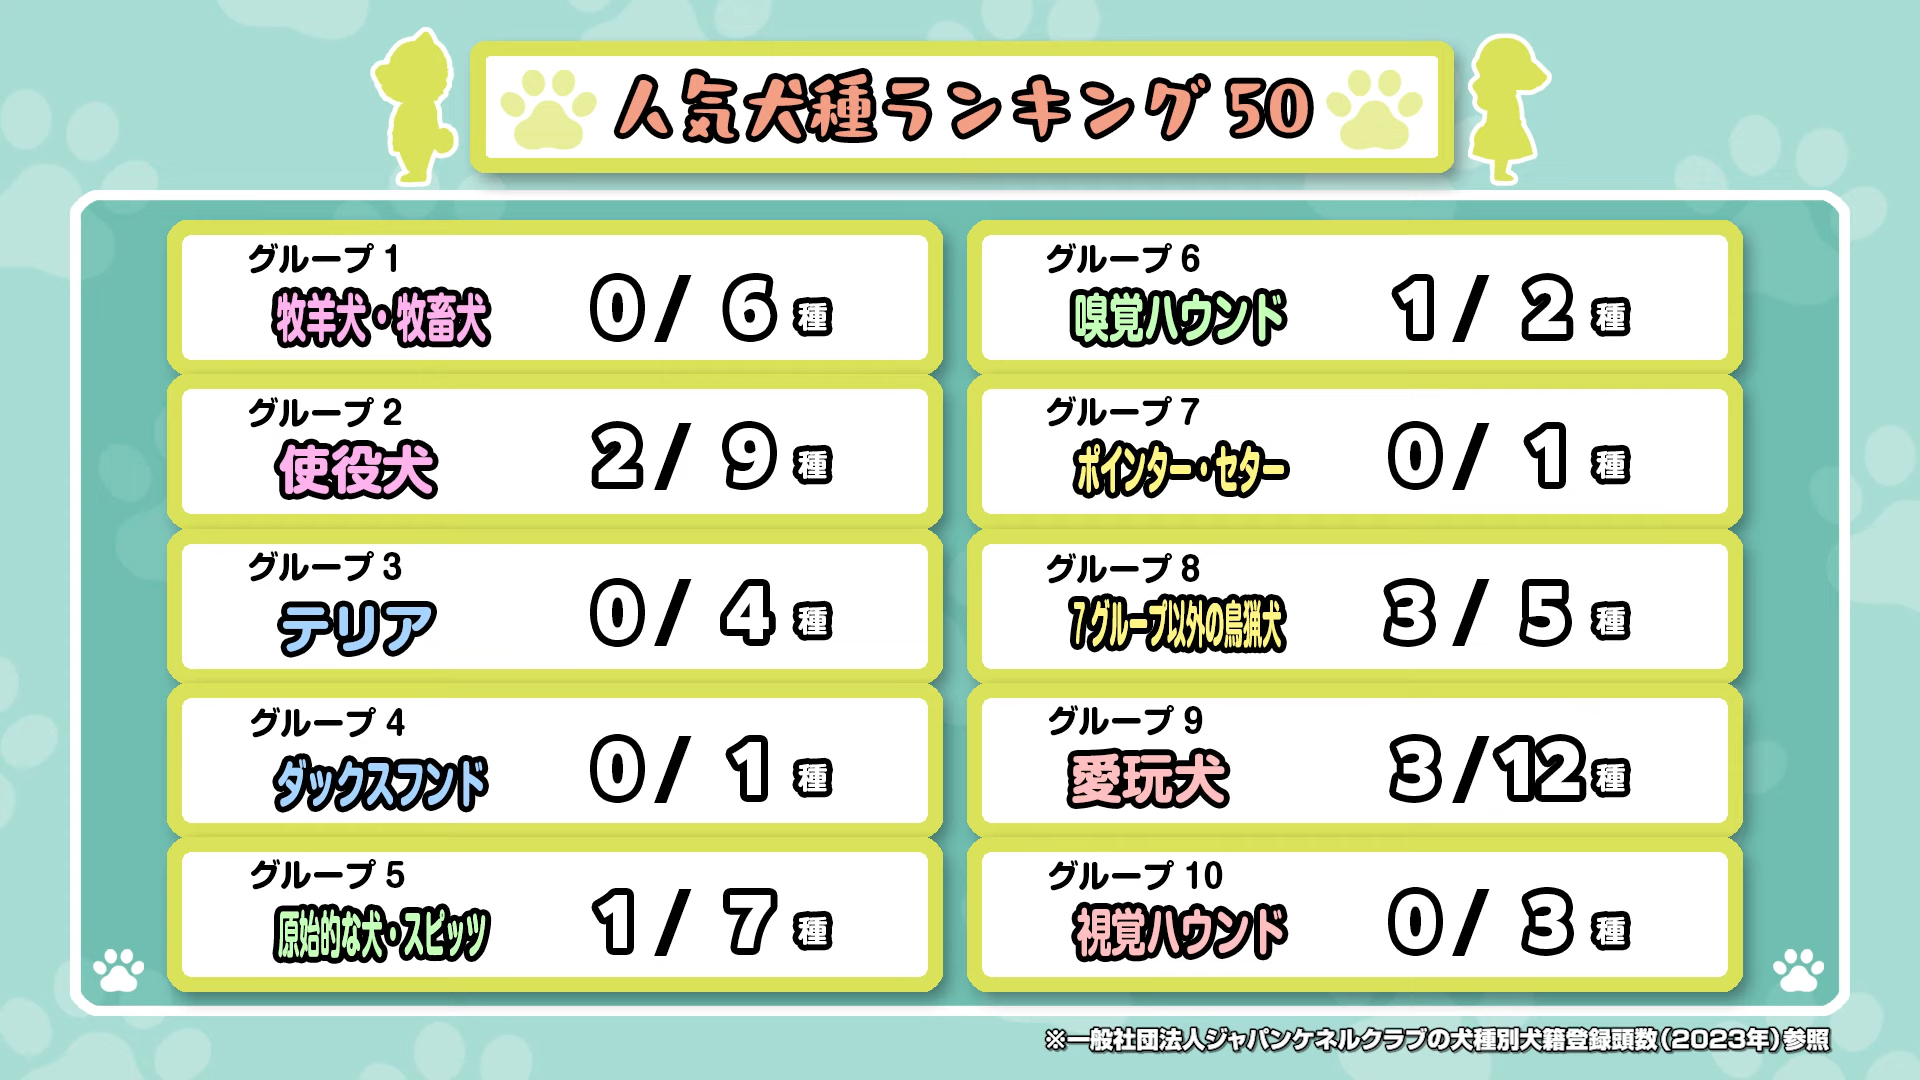 人気犬種ランキング 50
グループ 1
牧羊犬・牧畜犬 0 / 6 種
グループ 2
使役犬 2 / 9 種
グループ 3
テリア 0 / 4 種
グループ 4
ダックスフンド 0 / 1 種
グループ 5
原始的な犬・スピッツ 1 / 7 種
グループ 6
嗅覚ハウンド 1 / 2 種
グループ 7
ポインター・セター 0 / 1 種
グループ 8
7グループ以外の鳥猟犬 3 / 5 種
グループ 9
愛玩犬 3 / 12 種
グループ 10
視覚ハウンド 0 / 3 種
※一般社団法人ジャパンケネルクラブの犬種別犬籍登録頭数(2023年)参照